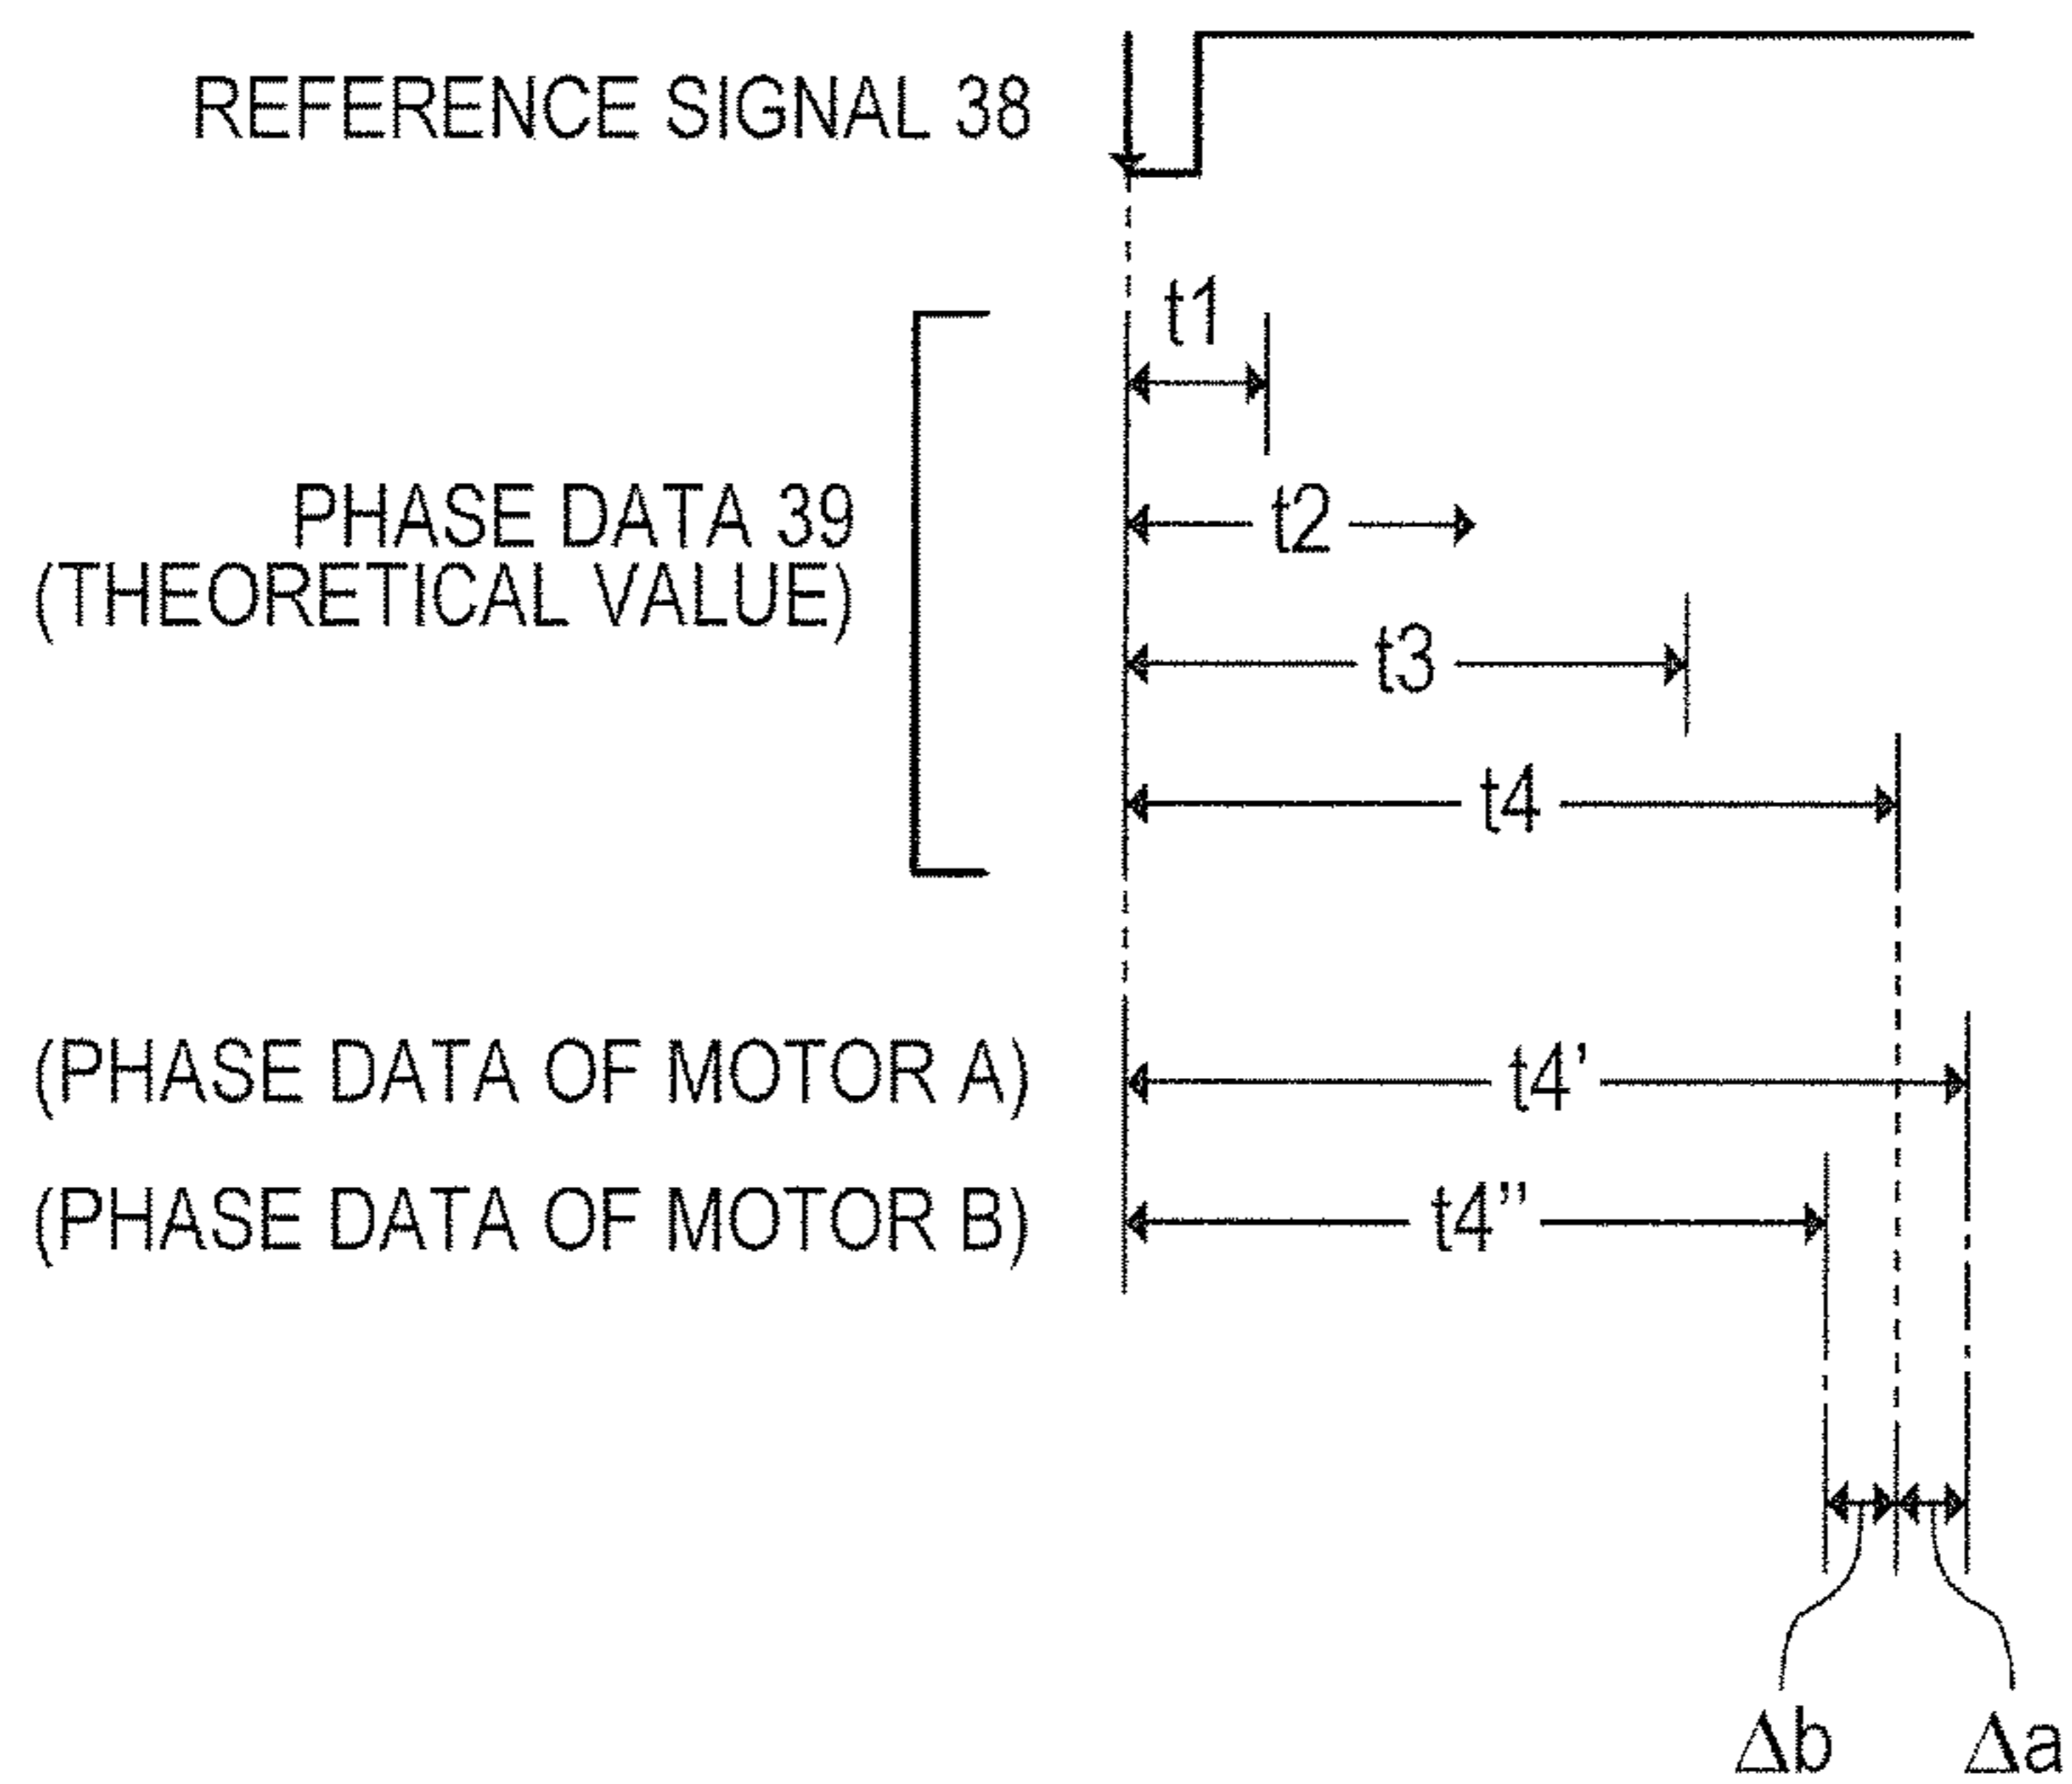 REFERENCE SIGNAL 38
t1
PHASE DATA 39
(THEORETICAL VALUE)
t2
t3
t4
(PHASE DATA OF MOTOR A)
t4'
(PHASE DATA OF MOTOR B)
t4”
Δb
Δa